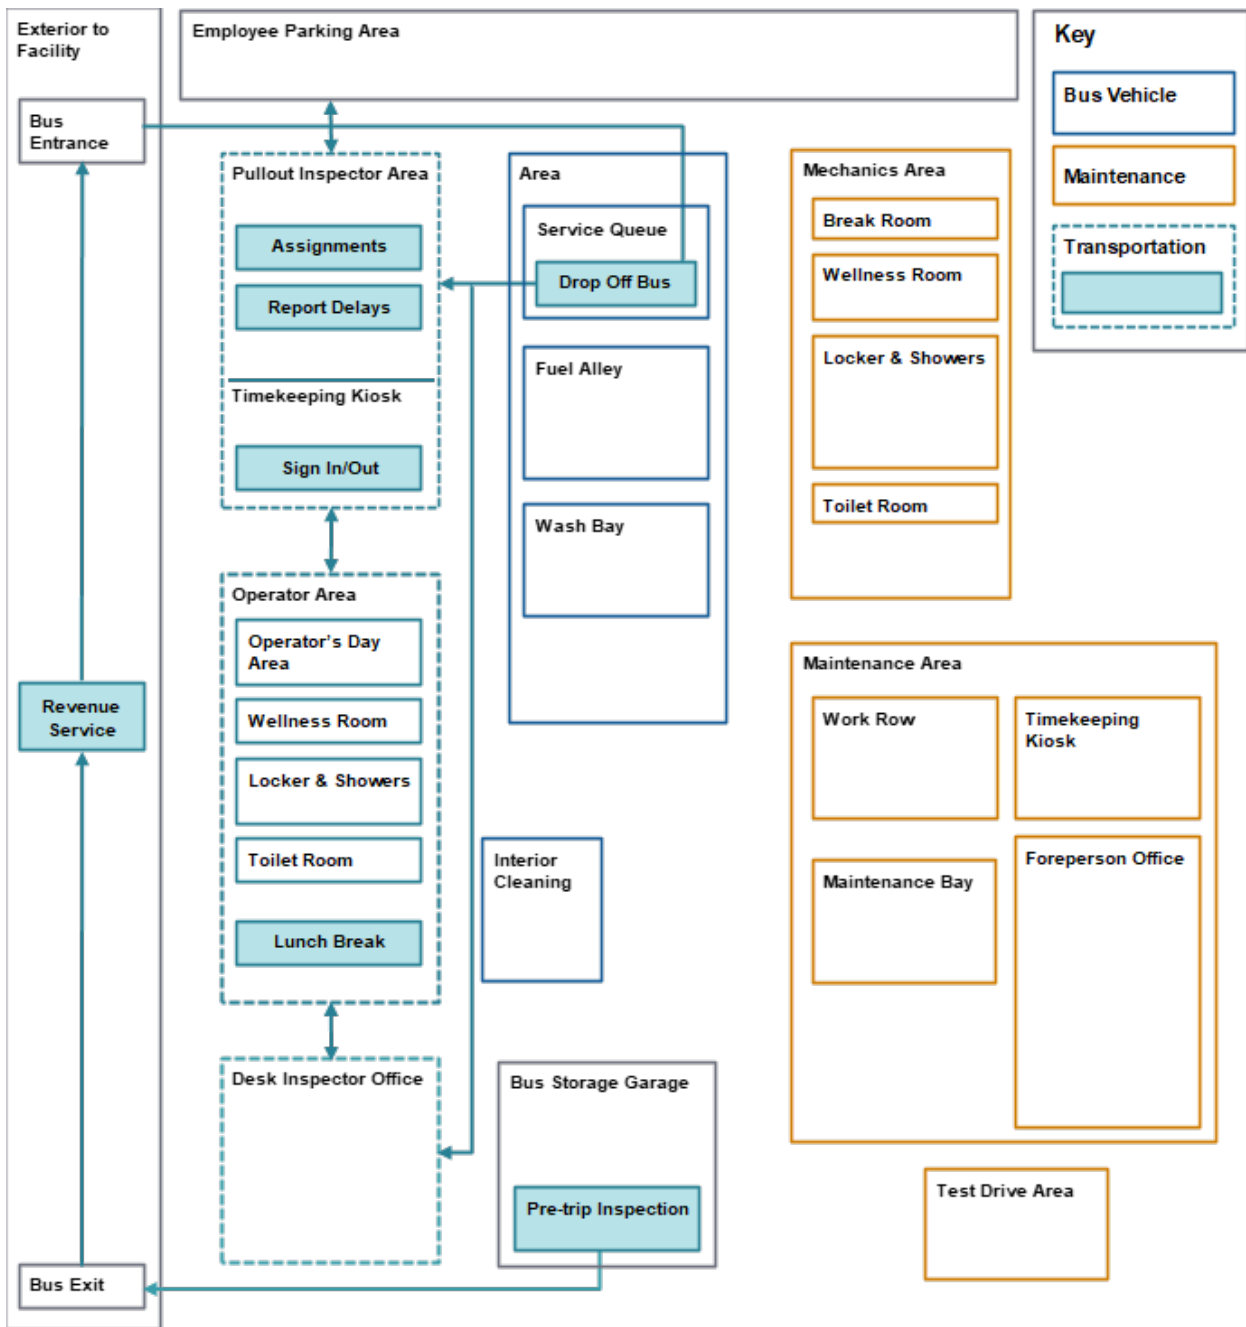 Exterior to
Facility
Bus
Entrance
Revenue
Service
Bus Exit
Employee Parking Area
Pullout Inspector Area
Assignments
Report Delays
Timekeeping Kiosk
Sign In/Out
Operator Area
Operator’s Day
Area
Wellness Room
Locker & Showers
Toilet Room
Lunch Break
Desk Inspector Office
Area
Service Queue
Drop Off Bus
Fuel Alley
Wash Bay
Interior
Cleaning
Bus Storage Garage
Pre-trip Inspection
Mechanics Area
Break Room
Wellness Room
Locker & Showers
Toilet Room
Maintenance Area
Work Row
Timekeeping
Kiosk
Maintenance Bay
Foreperson Office
Test Drive Area
Key
Bus Vehicle
Maintenance
Transportation